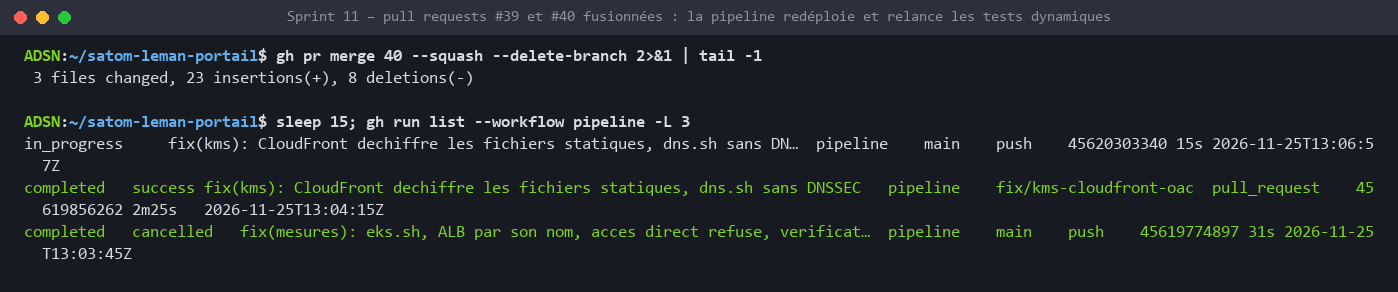 Sprint 11 – pull requests #39 et #40 fusionnées : la pipeline redéploie et relance les tests dynamiques
ADSN:~/satom-leman-portail$ gh pr merge 40 --squash --delete-branch 2>&1 | tail -1
3 files changed, 23 insertions(+), 8 deletions(-)
ADSN:~/satom-leman-portail$ sleep 15; gh run list --workflow pipeline -L 3
in_progress fix(kms): CloudFront dechiffre les fichiers statiques, dns.sh sans DN… pipeline main push 45620303340 15s 2026-11-25T13:06:5
7Z
completed success fix(kms): CloudFront dechiffre les fichiers statiques, dns.sh sans DNSSEC pipeline fix/kms-cloudfront-oac pull_request 45
619856262 2m25s 2026-11-25T13:04:15Z
completed cancelled fix(mesures): eks.sh, ALB par son nom, acces direct refuse, verificat… pipeline main push 45619774897 31s 2026-11-25
T13:03:45Z